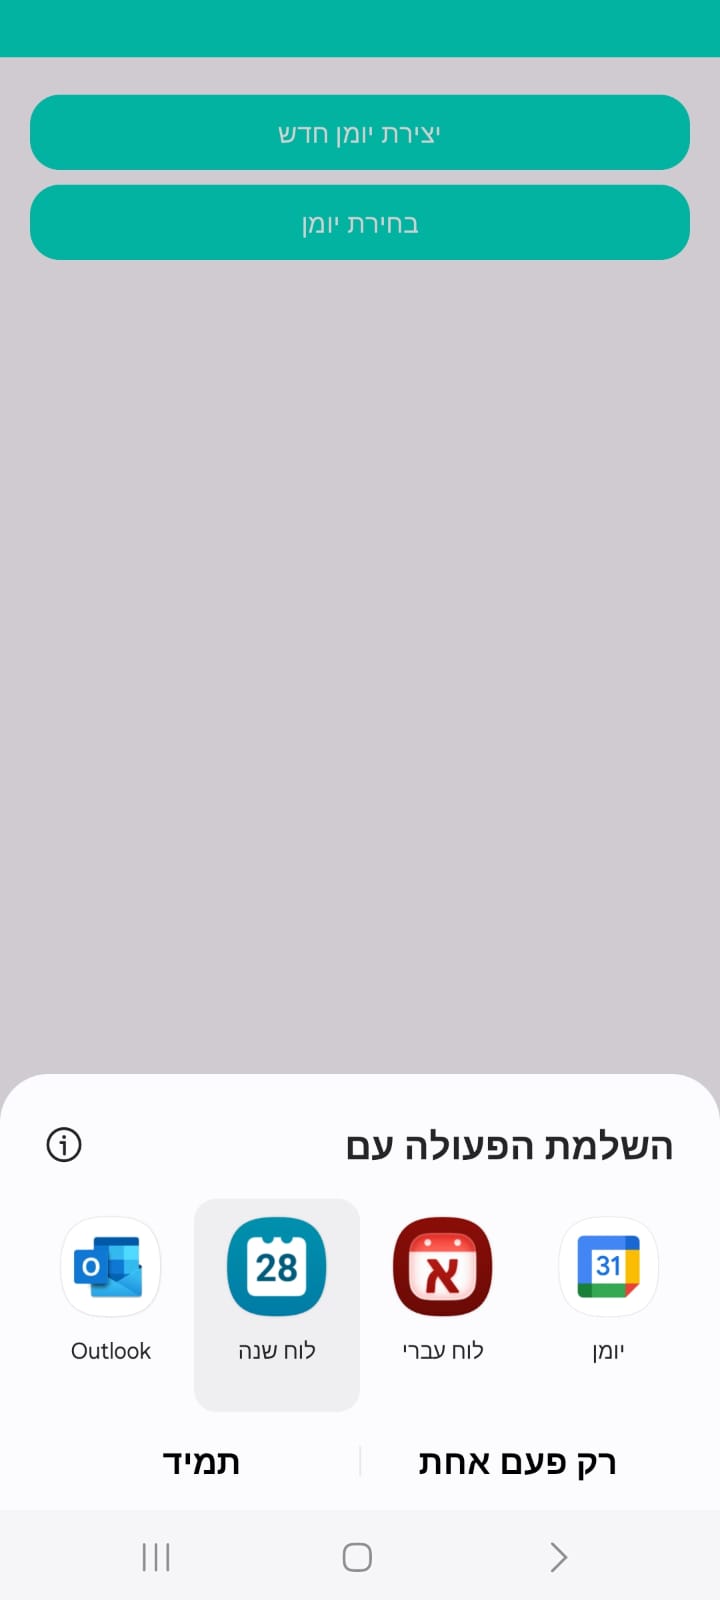 יצירת יומן חדש
בחירת יומן
השלמת הפעולה עם
31 א 28 O
יומן לוח עברי לוח שנה Outlook
רק פעם אחת תמיד